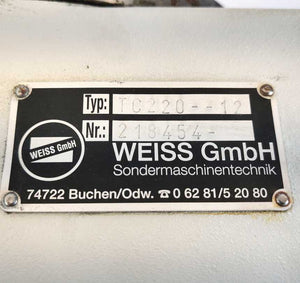 Typ: TC220--12
Nr.: 218454-
WEISS GmbH
WEISS GmbH
Sondermaschinentechnik
74722 Buchen/Odw. ☎ 0 62 81/5 20 80